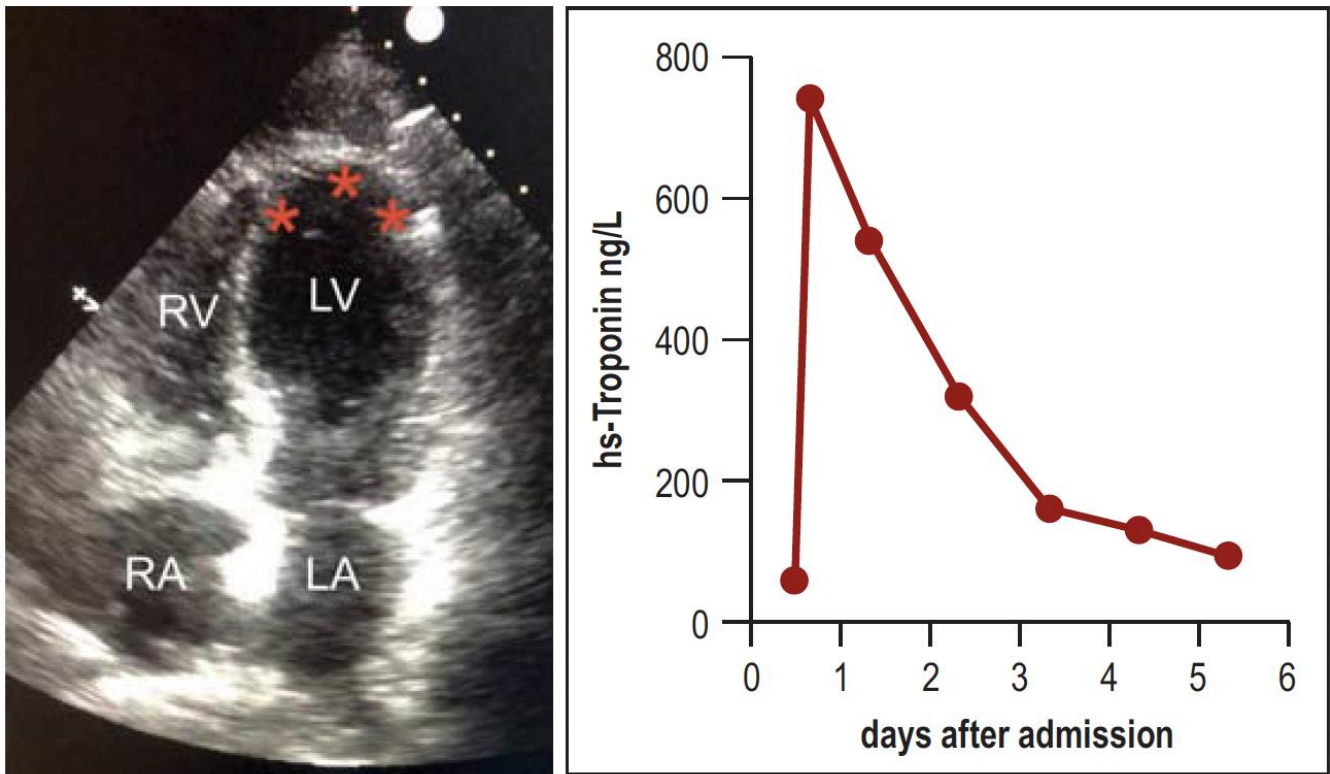 RV
LV
RA
LA
hs-Troponin ng/L
800
600
400
200
0
0 1 2 3 4 5 6
days after admission